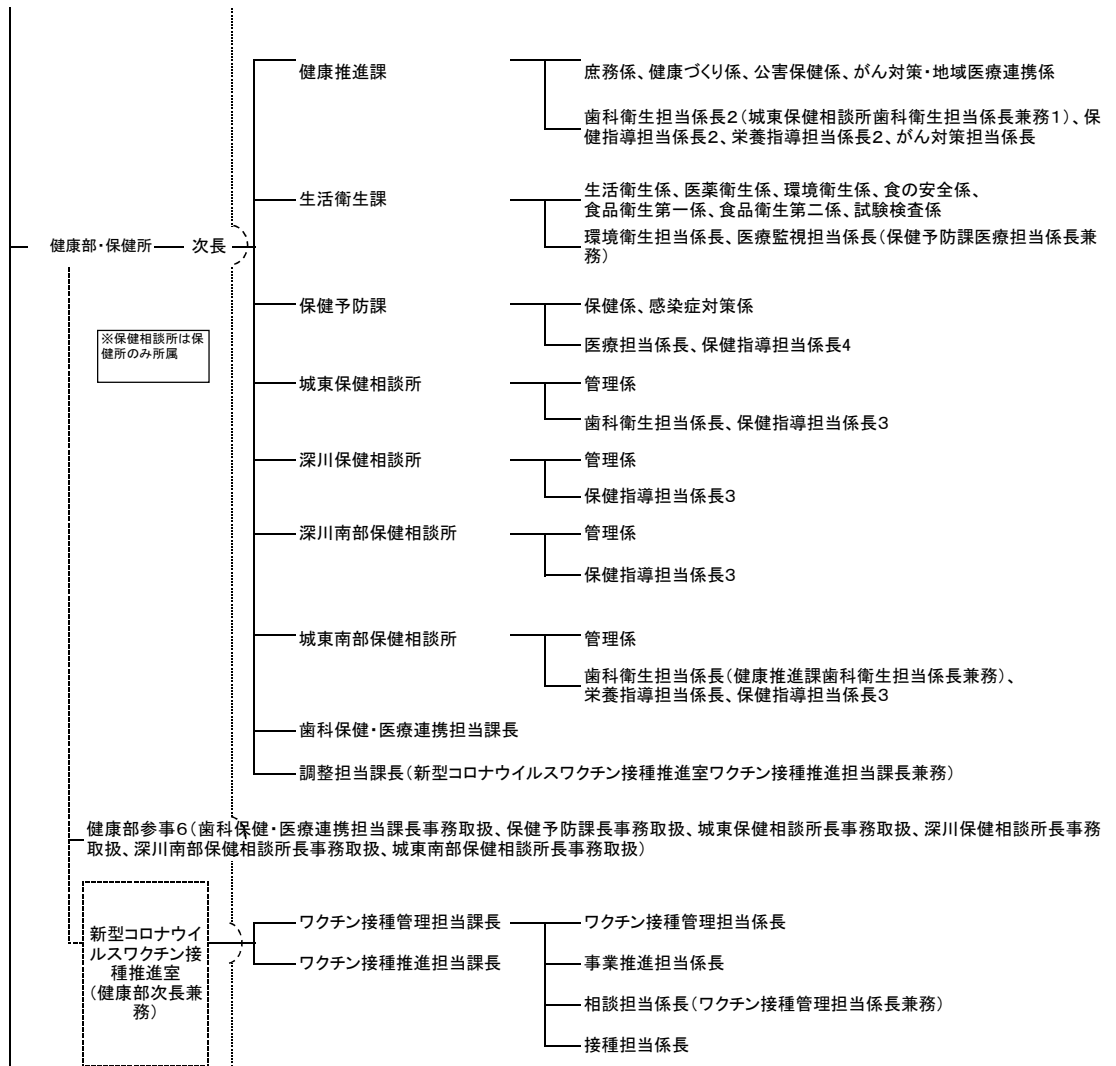 健康推進課
庶務係、健康づくり係、公害保健係、がん対策・地域医療連携係
歯科衛生担当係長2(城東保健相談所歯科衛生担当係長兼務1)、保
健指導担当係長2、栄養指導担当係長2、がん対策担当係長
生活衛生課
生活衛生係、医薬衛生係、環境衛生係、食の安全係、
食品衛生第一係、食品衛生第二係、試験検査係
環境衛生担当係長、医療監視担当係長(保健予防課医療担当係長兼
務)
健康部・保健所
次長
※保健相談所は保
健所のみ所属
保健予防課
保健係、感染症対策係
医療担当係長、保健指導担当係長4
城東保健相談所
管理係
歯科衛生担当係長、保健指導担当係長3
深川保健相談所
管理係
保健指導担当係長3
深川南部保健相談所
管理係
保健指導担当係長3
城東南部保健相談所
管理係
歯科衛生担当係長(健康推進課歯科衛生担当係長兼務)、
栄養指導担当係長、保健指導担当係長3
歯科保健・医療連携担当課長
調整担当課長(新型コロナウイルスワクチン接種推進室ワクチン接種推進担当課長兼務)
健康部参事6(歯科保健・医療連携担当課長事務取扱、保健予防課長事務取扱、城東保健相談所長事務取扱、深川保健相談所長事務
取扱、深川南部保健相談所長事務取扱、城東南部保健相談所長事務取扱)
新型コロナウイ
ルスワクチン接
種推進室
(健康部次長兼
務)
ワクチン接種管理担当課長
ワクチン接種管理担当係長
ワクチン接種推進担当課長
事業推進担当係長
相談担当係長(ワクチン接種管理担当係長兼務)
接種担当係長